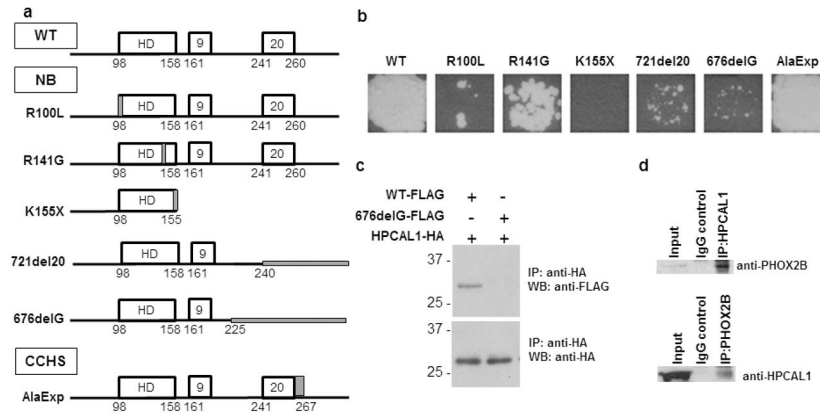 a
WT
HD 9 20
98 158 161 241 260
NB
R100L
HD 9 20
98 158 161 241 260
R141G
HD 9 20
98 158 161 241 260
K155X
HD
98 155
721del20
HD 9
98 158 161 240
676delG
HD 9
98 158 161 225
CCHS
AlaExp
HD 9 20
98 158 161 241 267
b
WT R100L R141G K155X 721del20 676delG AlaExp
c
WT-FLAG + -
676delG-FLAG - +
HPCAL1-HA + +
37 -
25 -
IP: anti-HA
WB: anti-FLAG
37 -
25 -
IP: anti-HA
WB: anti-HA
d
Input
IgG control
IP:HPCAL1
anti-PHOX2B
Input
IgG control
IP:PHOX2B
anti-HPCAL1